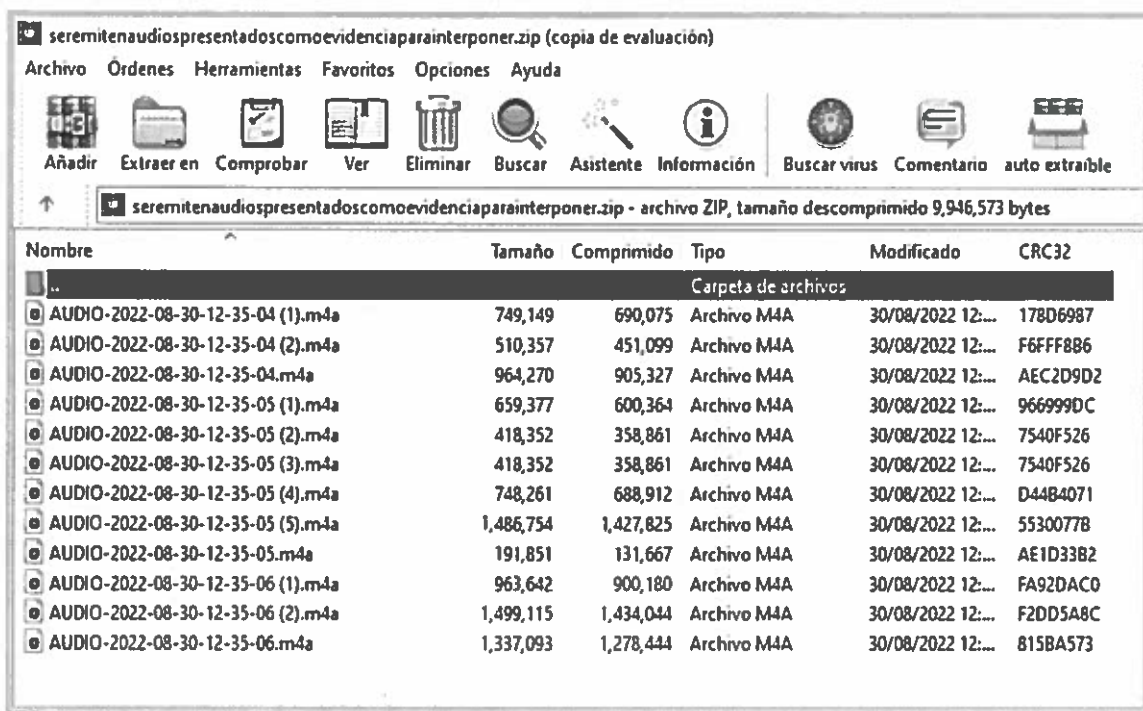 seremitenaudiospresentadoscomoevidenciaparainterponer.zip (copia de evaluación)
Archivo Órdenes Herramientas Favoritos Opciones Ayuda
Añadir Extraer en Comprobar Ver Eliminar Buscar Asistente Información Buscar virus Comentario auto extraíble
seremitenaudiospresentadoscomoevidenciaparainterponer.zip - archivo ZIP, tamaño descomprimido 9,946,573 bytes
Nombre Tamaño Comprimido Tipo Modificado CRC32
.. Carpeta de archivos
AUDIO-2022-08-30-12-35-04 (1).m4a 749,149 690,075 Archivo M4A 30/08/2022 12:... 178D6987
AUDIO-2022-08-30-12-35-04 (2).m4a 510,357 451,099 Archivo M4A 30/08/2022 12:... F6FFF8B6
AUDIO-2022-08-30-12-35-04.m4a 964,270 905,327 Archivo M4A 30/08/2022 12:... AEC2D9D2
AUDIO-2022-08-30-12-35-05 (1).m4a 659,377 600,364 Archivo M4A 30/08/2022 12:... 966999DC
AUDIO-2022-08-30-12-35-05 (2).m4a 418,352 358,861 Archivo M4A 30/08/2022 12:... 7540F526
AUDIO-2022-08-30-12-35-05 (3).m4a 418,352 358,861 Archivo M4A 30/08/2022 12:... 7540F526
AUDIO-2022-08-30-12-35-05 (4).m4a 748,261 688,912 Archivo M4A 30/08/2022 12:... D44B4071
AUDIO-2022-08-30-12-35-05 (5).m4a 1,486,754 1,427,825 Archivo M4A 30/08/2022 12:... 5530077B
AUDIO-2022-08-30-12-35-05.m4a 191,851 131,667 Archivo M4A 30/08/2022 12:... AE1D33B2
AUDIO-2022-08-30-12-35-06 (1).m4a 963,642 900,180 Archivo M4A 30/08/2022 12:... FA92DAC0
AUDIO-2022-08-30-12-35-06 (2).m4a 1,499,115 1,434,044 Archivo M4A 30/08/2022 12:... F2DD5A8C
AUDIO-2022-08-30-12-35-06.m4a 1,337,093 1,278,444 Archivo M4A 30/08/2022 12:... 815BA573